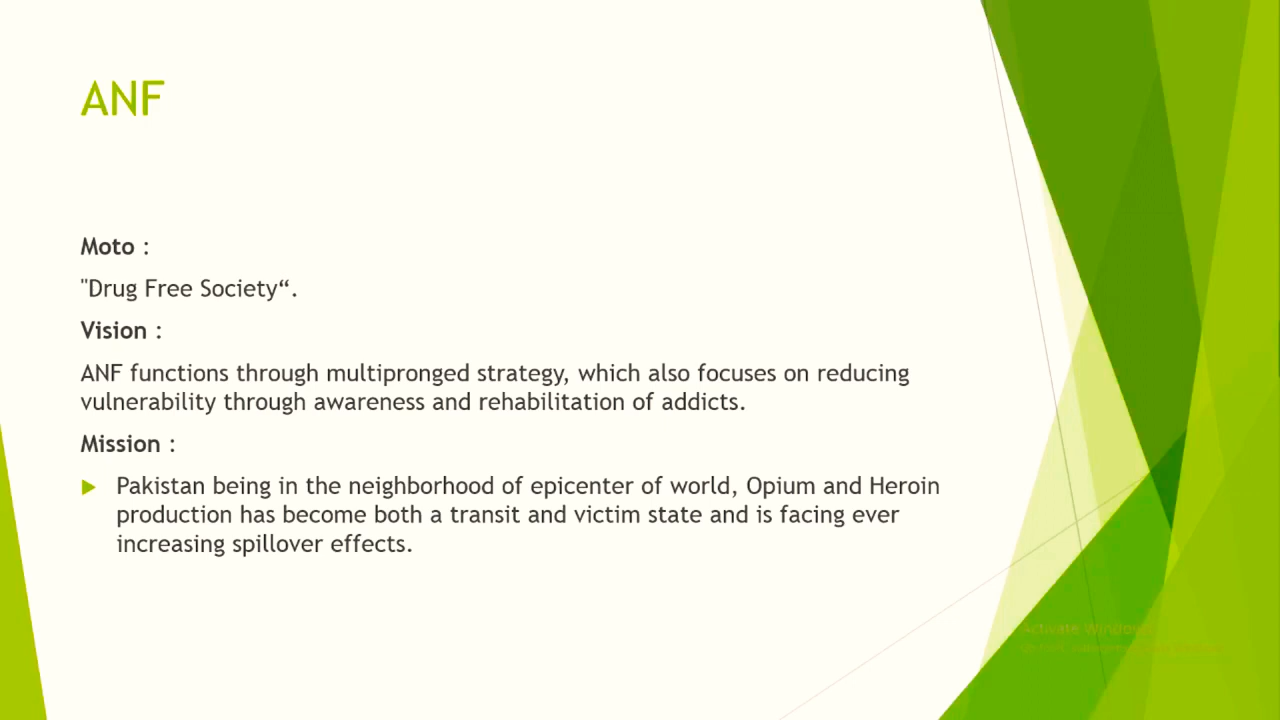 ANF
Moto :
"Drug Free Society“.
Vision :
ANF functions through multipronged strategy, which also focuses on reducing
vulnerability through awareness and rehabilitation of addicts.
Mission :
Pakistan being in the neighborhood of epicenter of world, Opium and Heroin
production has become both a transit and victim state and is facing ever
increasing spillover effects.
Activate Windows